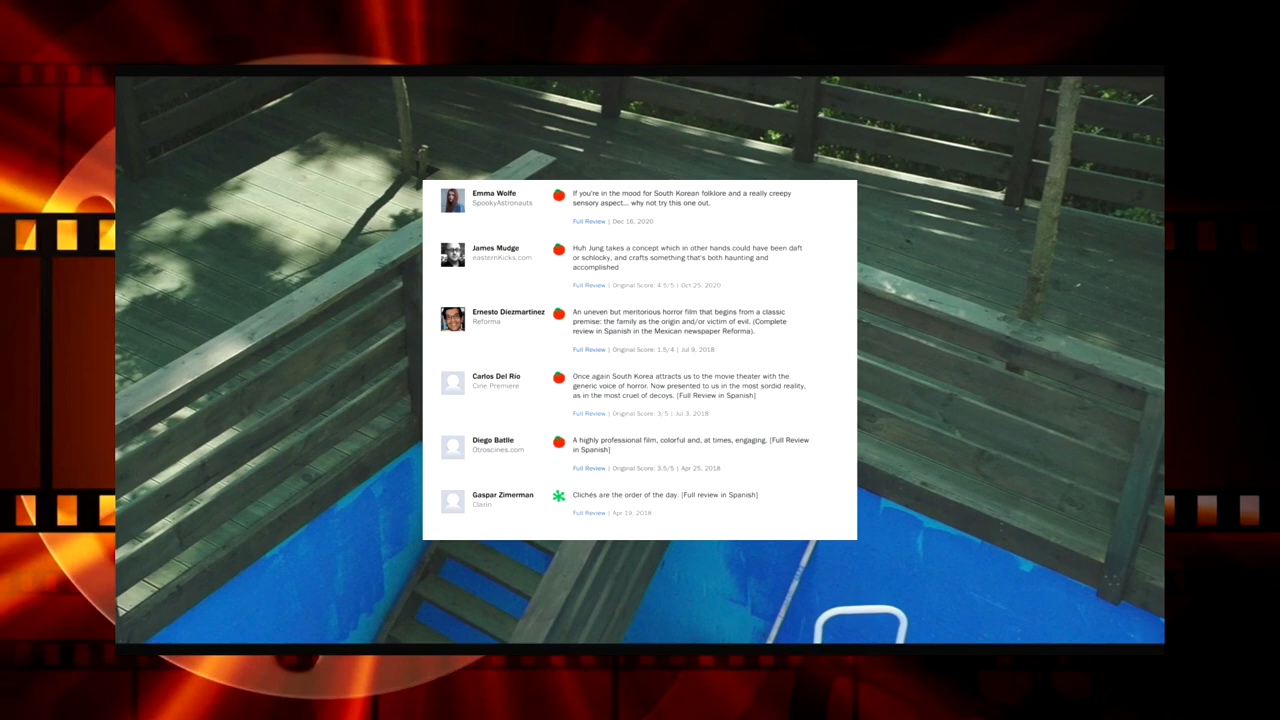 Emma Wolfe
SpookyAstronauts
If you're in the mood for South Korean folklore and a really creepy
sensory aspect... why not try this one out.
Full Review | Dec 16, 2020
James Mudge
easternKicks.com
Huh Jung takes a concept which in other hands could have been daft
or schlocky, and crafts something that's both haunting and
accomplished
Full Review | Original Score: 4.5/5 | Oct 25, 2020
Ernesto Diezmartinez
Reforma
An uneven but meritorious horror film that begins from a classic
premise: the family as the origin and/or victim of evil. (Complete
review in Spanish in the Mexican newspaper Reforma).
Full Review | Original Score: 1.5/4 | Jul 9, 2018
Carlos Del Río
Cine Premiere
Once again South Korea attracts us to the movie theater with the
generic voice of horror. Now presented to us in the most sordid reality,
as in the most cruel of decoys. [Full Review in Spanish]
Full Review | Original Score: 3/5 | Jul 3, 2018
Diego Batlle
Otroscines.com
A highly professional film, colorful and, at times, engaging. [Full Review
in Spanish]
Full Review | Original Score: 3.5/5 | Apr 25, 2018
Gaspar Zimerman
Clarín
Clichés are the order of the day. [Full review in Spanish]
Full Review | Apr 19, 2018